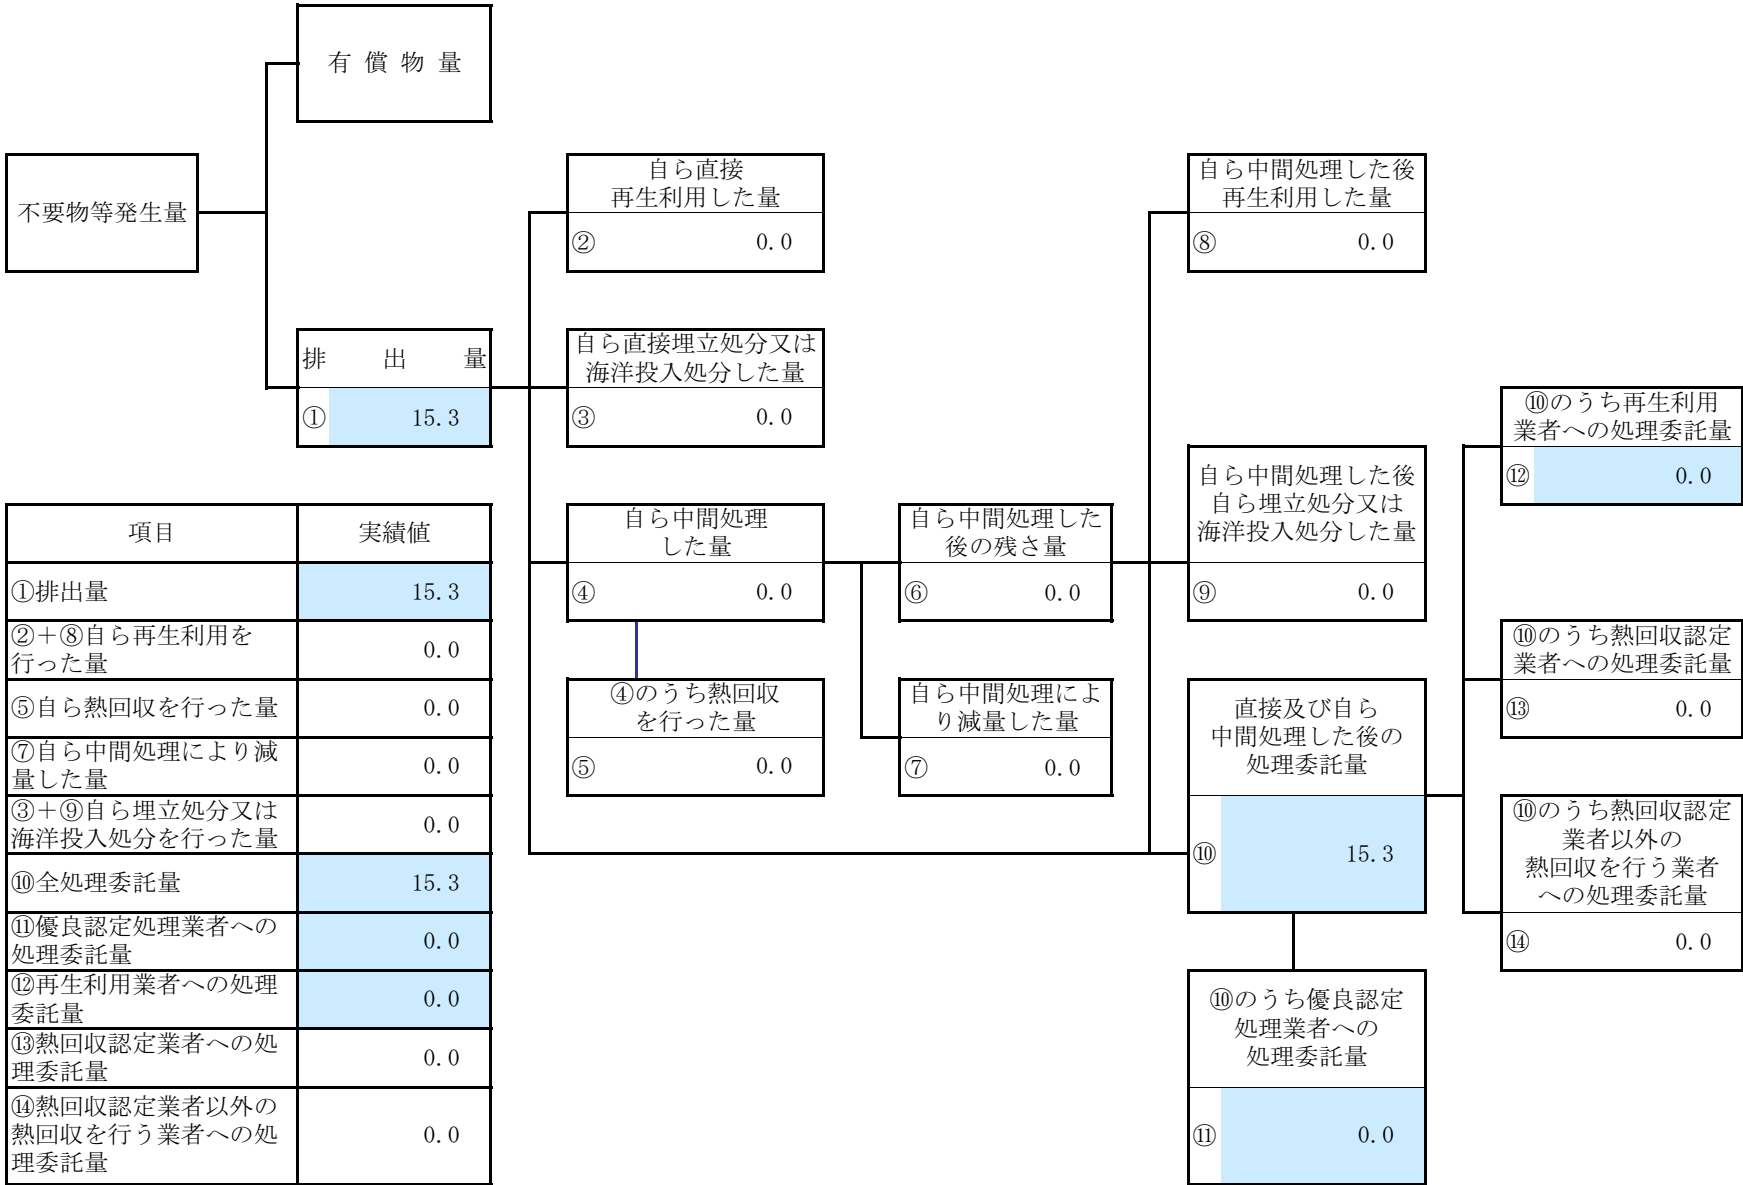 有 償 物 量
不要物等発生量
排 出 量
① 15.3
自ら直接
再生利用した量
② 0.0
自ら直接埋立処分又は
海洋投入処分した量
③ 0.0
自ら中間処理
した量
④ 0.0
④のうち熱回収
を行った量
⑤ 0.0
自ら中間処理した
後の残さ量
⑥ 0.0
自ら中間処理によ
り減量した量
⑦ 0.0
自ら中間処理した後
再生利用した量
⑧ 0.0
自ら中間処理した後
自ら埋立処分又は
海洋投入処分した量
⑨ 0.0
直接及び自ら
中間処理した後の
処理委託量
⑩ 15.3
⑩のうち優良認定
処理業者への
処理委託量
⑪ 0.0
⑩のうち再生利用
業者への処理委託量
⑫ 0.0
⑩のうち熱回収認定
業者への処理委託量
⑬ 0.0
⑩のうち熱回収認定
業者以外の
熱回収を行う業者
への処理委託量
⑭ 0.0
項目 実績値
①排出量 15.3
②＋⑧自ら再生利用を
行った量 0.0
⑤自ら熱回収を行った量 0.0
⑦自ら中間処理により減
量した量 0.0
③＋⑨自ら埋立処分又は
海洋投入処分を行った量 0.0
⑩全処理委託量 15.3
⑪優良認定処理業者への
処理委託量 0.0
⑫再生利用業者への処理
委託量 0.0
⑬熱回収認定業者への処
理委託量 0.0
⑭熱回収認定業者以外の
熱回収を行う業者への処
理委託量 0.0